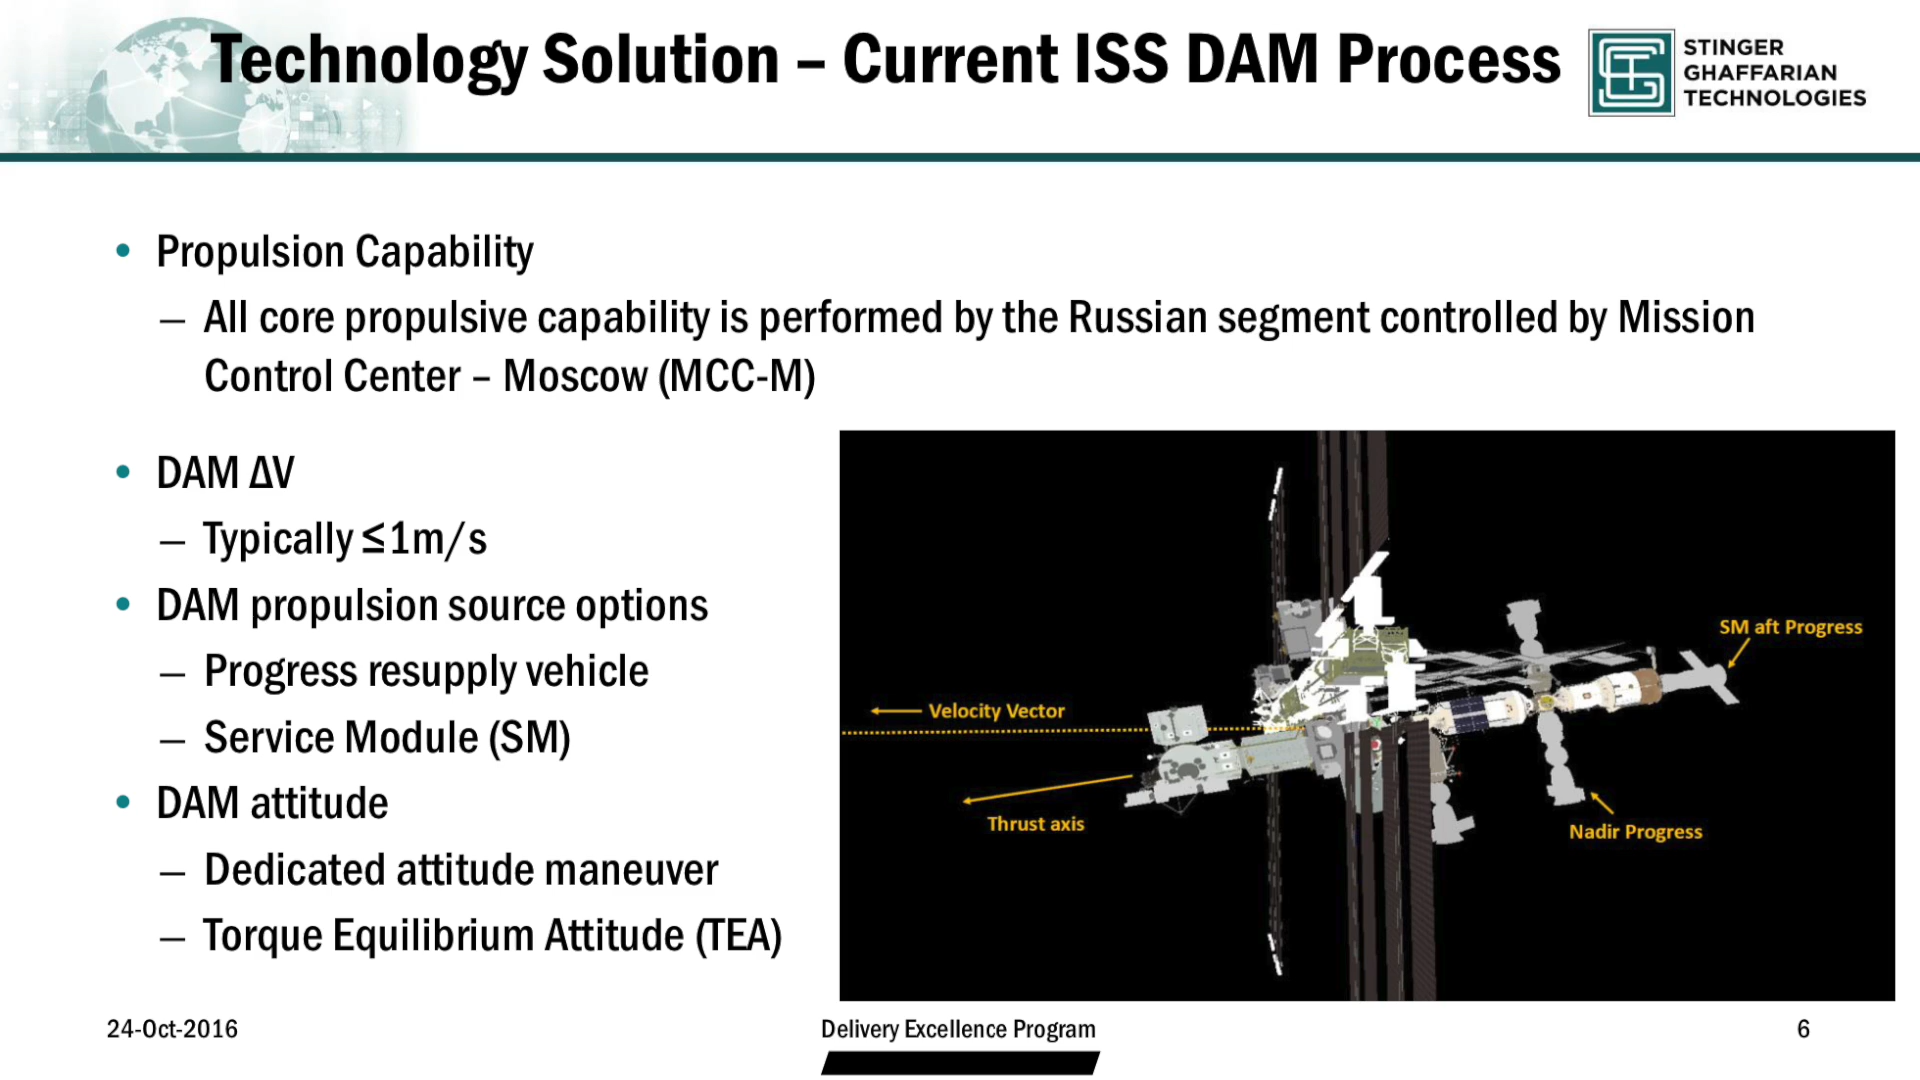 Technology Solution – Current ISS DAM Process
STINGER
GHAFFARIAN
TECHNOLOGIES
• Propulsion Capability
– All core propulsive capability is performed by the Russian segment controlled by Mission
Control Center – Moscow (MCC-M)
• DAM ΔV
– Typically ≤1m/s
• DAM propulsion source options
– Progress resupply vehicle
– Service Module (SM)
• DAM attitude
– Dedicated attitude maneuver
– Torque Equilibrium Attitude (TEA)
SM aft Progress
Velocity Vector
Thrust axis
Nadir Progress
24-Oct-2016
Delivery Excellence Program
6